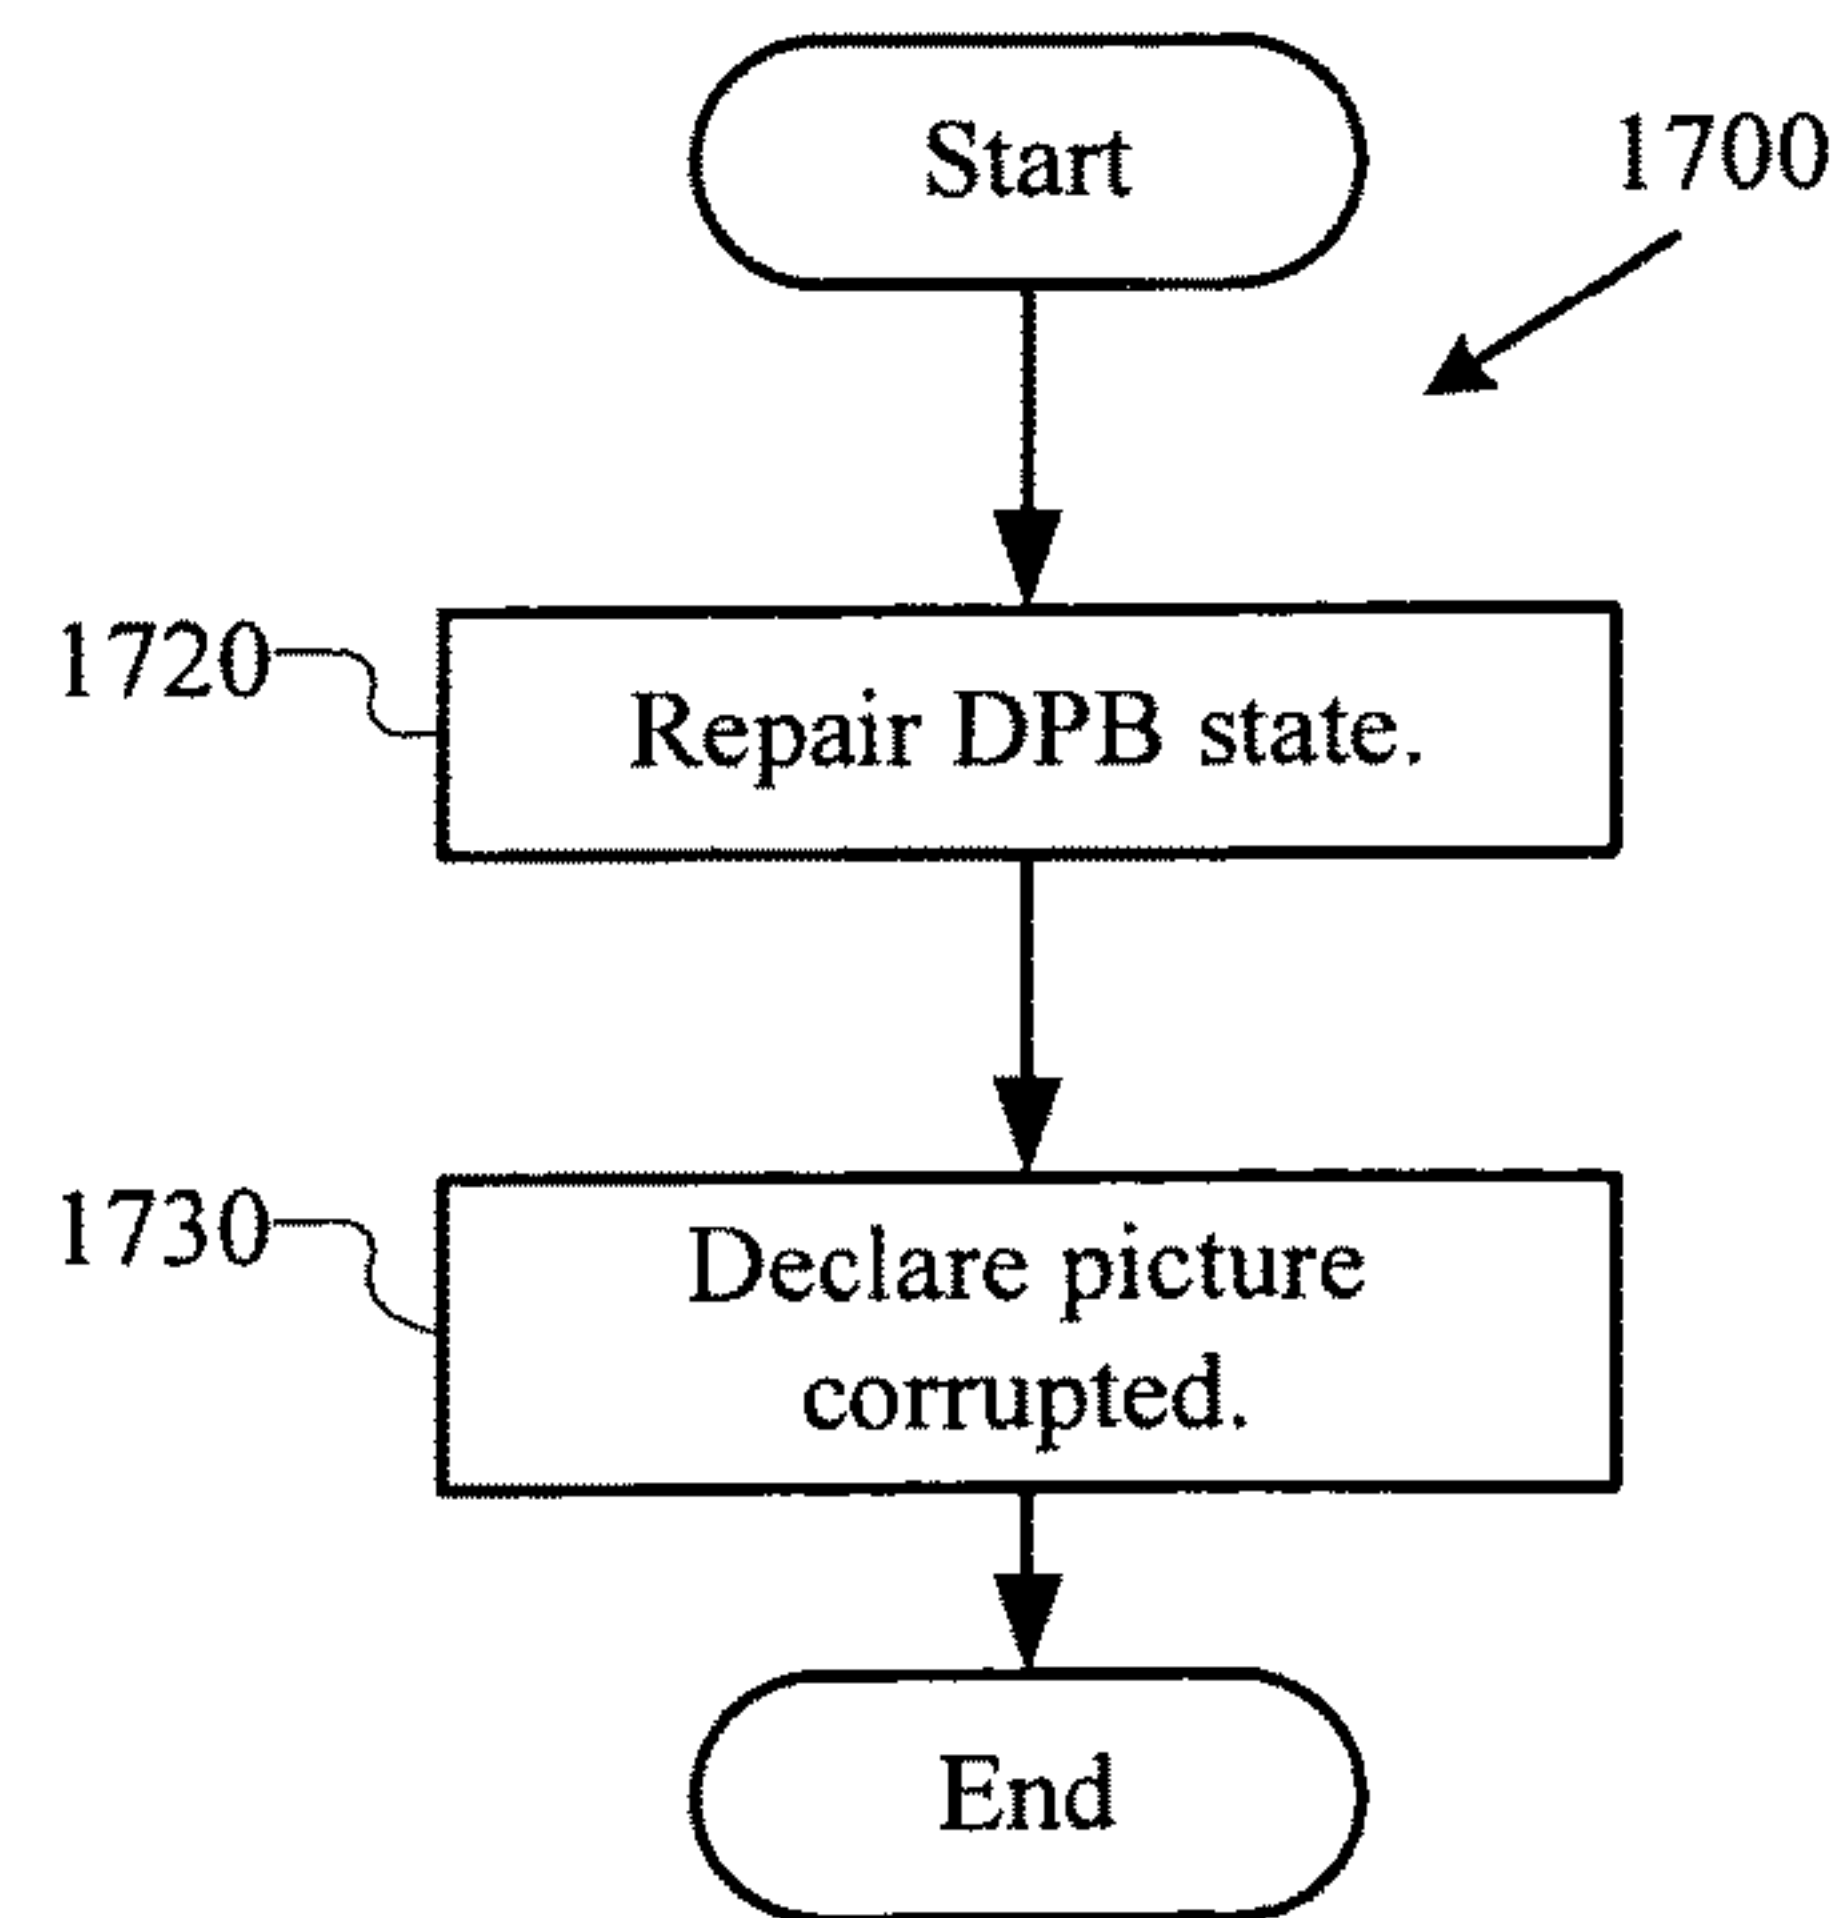 Start
1700
1720
Repair DPB state.
1730
Declare picture
corrupted.
End